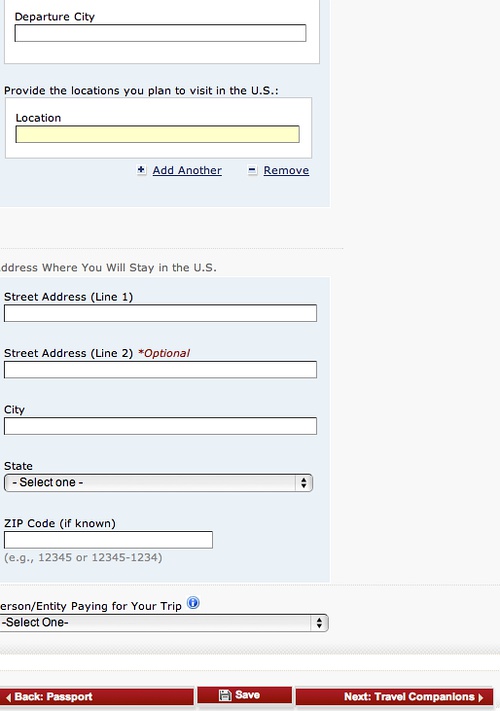 Departure City
Provide the locations you plan to visit in the U.S.:
Location
Add Another Remove
ddress Where You Will Stay in the U.S.
Street Address (Line 1)
Street Address (Line 2) *Optional
City
State
- Select one -
ZIP Code (if known)
(e.g., 12345 or 12345-1234)
erson/Entity Paying for Your Trip
-Select One-
Back: Passport Save Next: Travel Companions